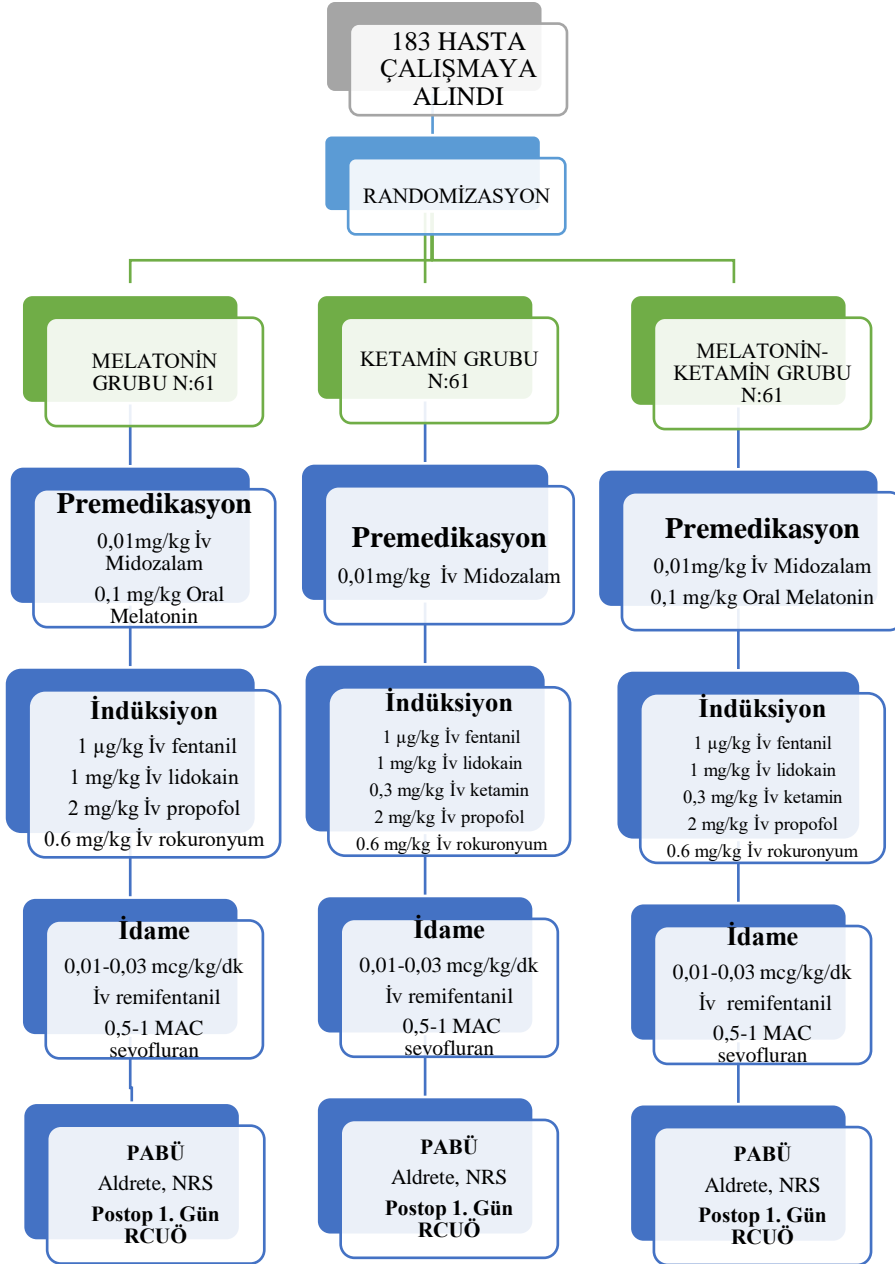 183 HASTA
ÇALIŞMAYA
ALINDI
RANDOMİZASYON
MELATONİN
GRUBU N:61
KETAMİN GRUBU
N:61
MELATONİN-
KETAMİN GRUBU
N:61
Premedikasyon
0,01mg/kg İv
Midozalam
0,1 mg/kg Oral
Melatonin
Premedikasyon
0,01mg/kg İv Midozalam
Premedikasyon
0,01mg/kg İv Midozalam
0,1 mg/kg Oral Melatonin
İndüksiyon
1 µg/kg İv fentanil
1 mg/kg İv lidokain
2 mg/kg İv propofol
0.6 mg/kg İv rokuronyum
İndüksiyon
1 µg/kg İv fentanil
1 mg/kg İv lidokain
0,3 mg/kg İv ketamin
2 mg/kg İv propofol
0.6 mg/kg İv rokuronyum
İndüksiyon
1 µg/kg İv fentanil
1 mg/kg İv lidokain
0,3 mg/kg İv ketamin
2 mg/kg İv propofol
0.6 mg/kg İv rokuronyum
İdame
0,01-0,03 mcg/kg/dk
İv remifentanil
0,5-1 MAC
sevofluran
İdame
0,01-0,03 mcg/kg/dk
İv remifentanil
0,5-1 MAC
sevofluran
İdame
0,01-0,03 mcg/kg/dk
İv remifentanil
0,5-1 MAC
sevofluran
PABÜ
Aldrete, NRS
Postop 1. Gün
RCUÖ
PABÜ
Aldrete, NRS
Postop 1. Gün
RCUÖ
PABÜ
Aldrete, NRS
Postop 1. Gün
RCUÖ